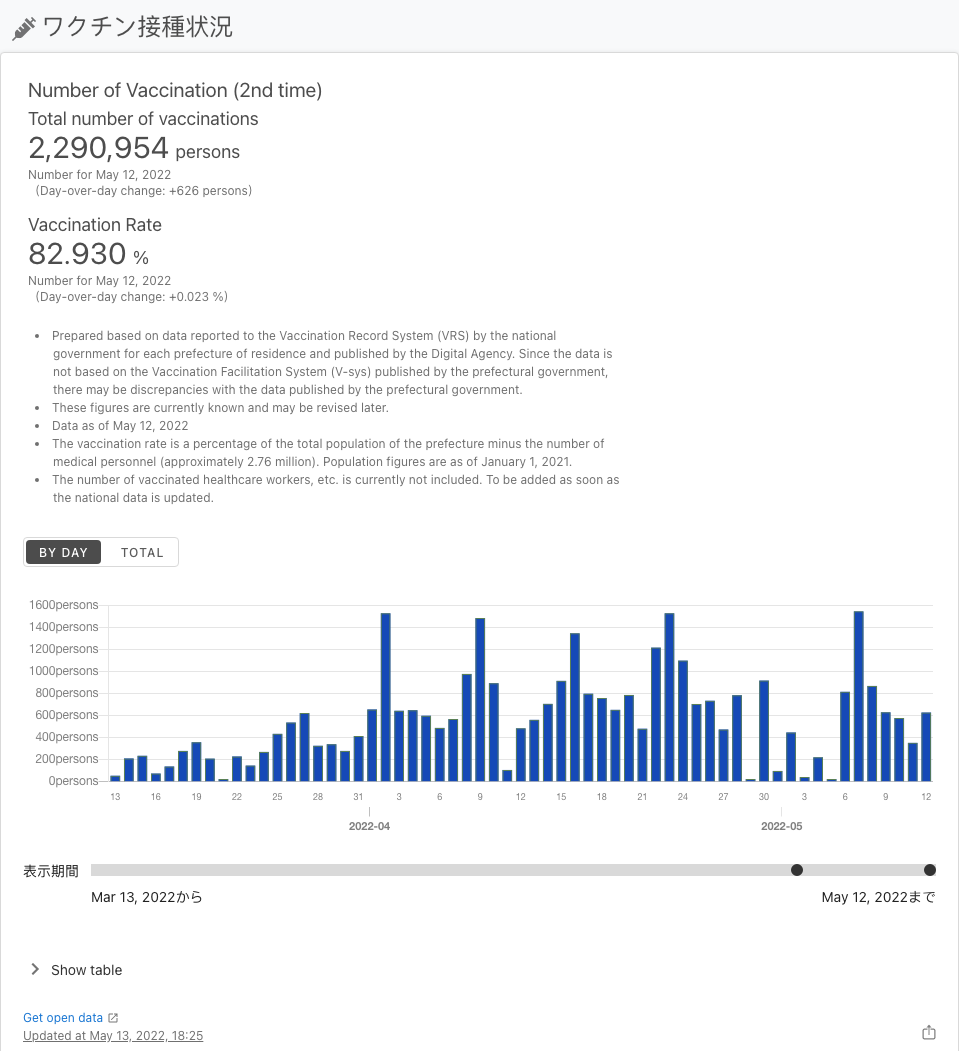 ワクチン接種状況
Number of Vaccination (2nd time)
Total number of vaccinations
2,290,954 persons
Number for May 12, 2022
(Day-over-day change: +626 persons)
Vaccination Rate
82.930 %
Number for May 12, 2022
(Day-over-day change: +0.023 %)
• Prepared based on data reported to the Vaccination Record System (VRS) by the national
government for each prefecture of residence and published by the Digital Agency. Since the data is
not based on the Vaccination Facilitation System (V-sys) published by the prefectural government,
there may be discrepancies with the data published by the prefectural government.
• These figures are currently known and may be revised later.
• Data as of May 12, 2022
• The vaccination rate is a percentage of the total population of the prefecture minus the number of
medical personnel (approximately 2.76 million). Population figures are as of January 1, 2021.
• The number of vaccinated healthcare workers, etc. is currently not included. To be added as soon as
the national data is updated.
BY DAY TOTAL
1600persons
1400persons
1200persons
1000persons
800persons
600persons
400persons
200persons
0persons
13 16 19 22 25 28 31 3 6 9 12 15 18 21 24 27 30 3 6 9 12
2022-04 2022-05
表示期間
Mar 13, 2022から May 12, 2022まで
Show table
Get open data
Updated at May 13, 2022, 18:25